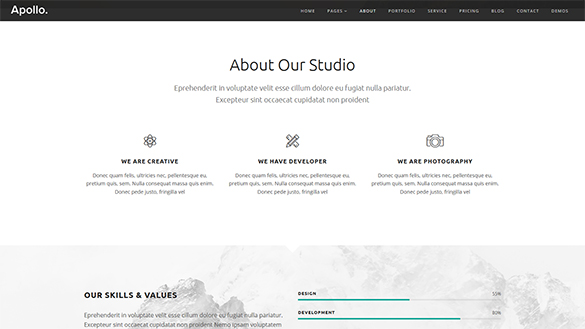 Apollo.
HOME PAGES ABOUT PORTFOLIO SERVICE PRICING BLOG CONTACT DEMOS
About Our Studio
Eprehenderit in voluptate velit esse cillum dolore eu fugiat nulla pariatur.
Excepteur sint occaecat cupidatat non proident
WE ARE CREATIVE
Donec quam felis, ultricies nec, pellentesque eu,
pretium quis, sem. Nulla consequat massa quis enim.
Donec pede justo, fringilla vel
WE HAVE DEVELOPER
Donec quam felis, ultricies nec, pellentesque eu,
pretium quis, sem. Nulla consequat massa quis enim.
Donec pede justo, fringilla vel
WE ARE PHOTOGRAPHY
Donec quam felis, ultricies nec, pellentesque eu,
pretium quis, sem. Nulla consequat massa quis enim.
Donec pede justo, fringilla vel
OUR SKILLS & VALUES
Eprehenderit in voluptate velit esse cillum dolore eu fugiat nulla pariatur.
Excepteur sint occaecat cupidatat non proident Nemo ipsam voluptatem
DESIGN 55%
DEVELOPMENT 80%